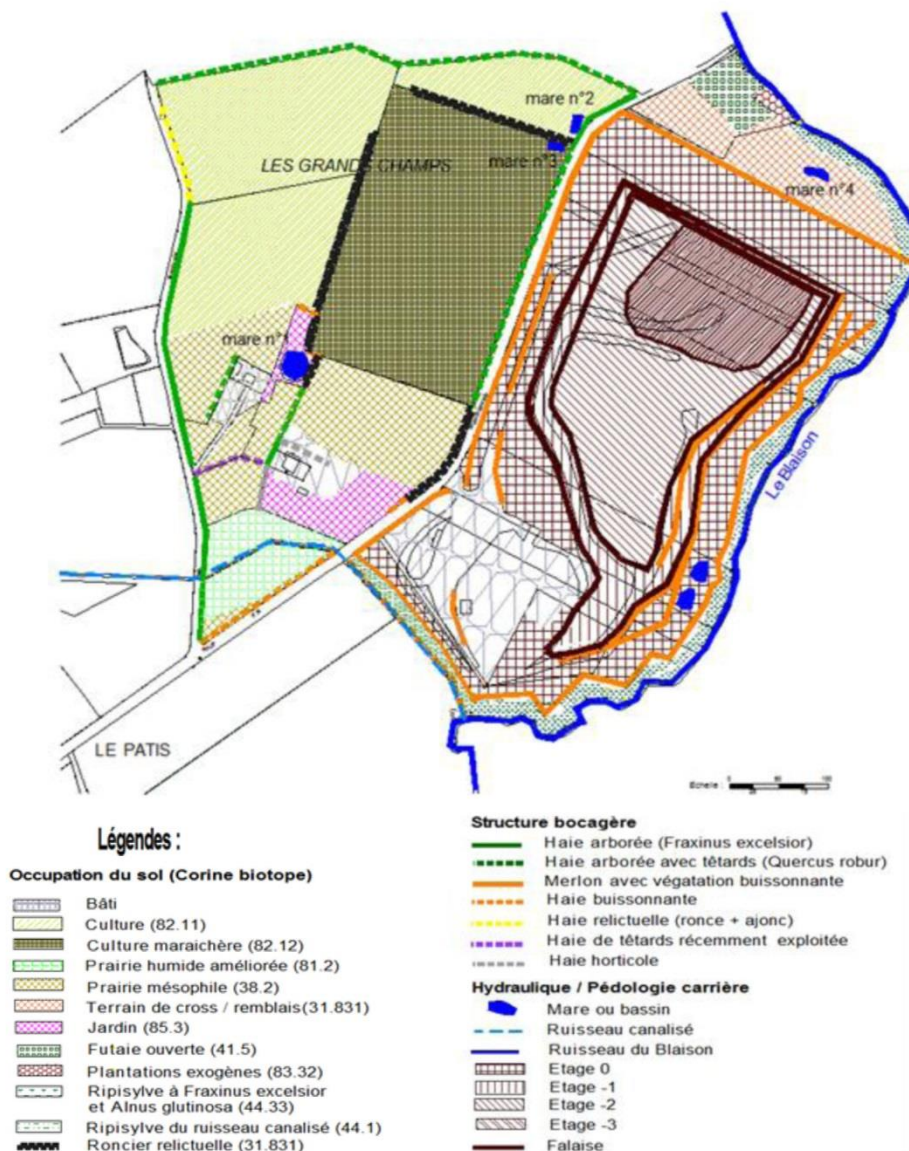 mare n°2
LES GRANDS CHAMPS
mare n°3
mare n°4
mare n°1
Le Blaison
LE PATIS
Echelle :
0
100
Légendes :
Occupation du sol (Corine biotope)
Bâti
Culture (82.11)
Culture maraichère (82.12)
Prairie humide améliorée (81.2)
Prairie mésophile (38.2)
Terrain de cross / remblais(31.831)
Jardin (85.3)
Futaie ouverte (41.5)
Plantations exogènes (83.32)
Ripisylve à Fraxinus excelsior
et Alnus glutinosa (44.33)
Ripisylve du ruisseau canalisé (44.1)
Roncier relictuelle (31.831)
Structure bocagère
Haie arborée (Fraxinus excelsior)
Haie arborée avec têtards (Quercus robur)
Merlon avec végatation buissonnante
Haie buissonnante
Haie relictuelle (ronce + ajonc)
Haie de têtards récemment exploitée
Haie horticole
Hydraulique / Pédologie carrière
Mare ou bassin
Ruisseau canalisé
Ruisseau du Blaison
Etage 0
Etage -1
Etage -2
Etage -3
Falaise